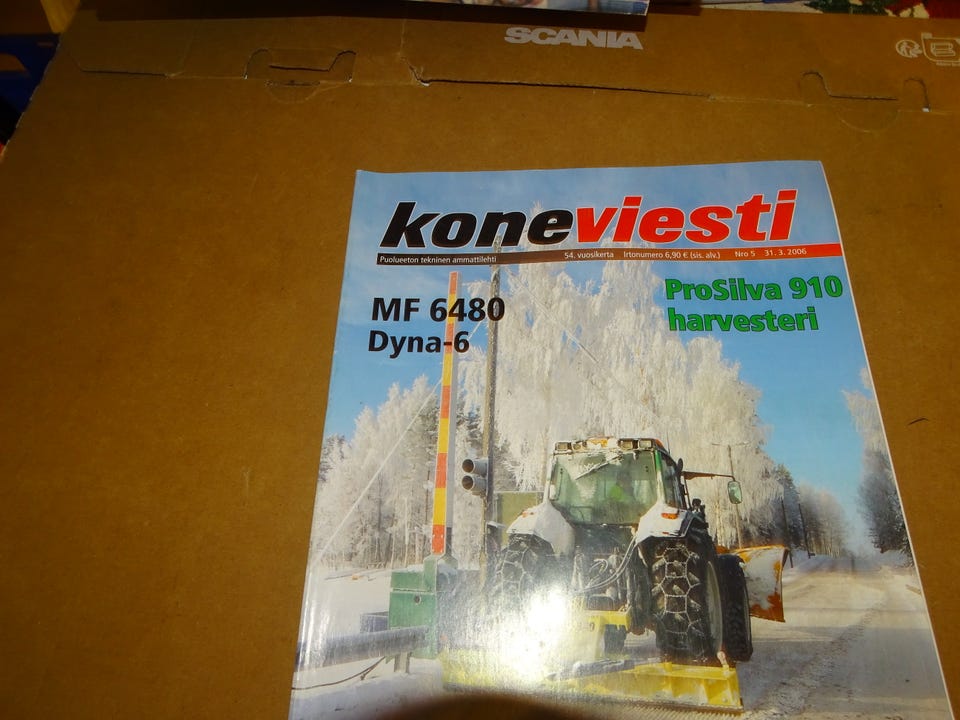 SCANIA
koneviesti
Puolueeton tekninen ammattilehti 54. vuosikerta Irtonumero 6,90 € (sis. alv.) Nro 5 31.3.2006
MF 6480
Dyna-6
ProSilva 910
harvesteri